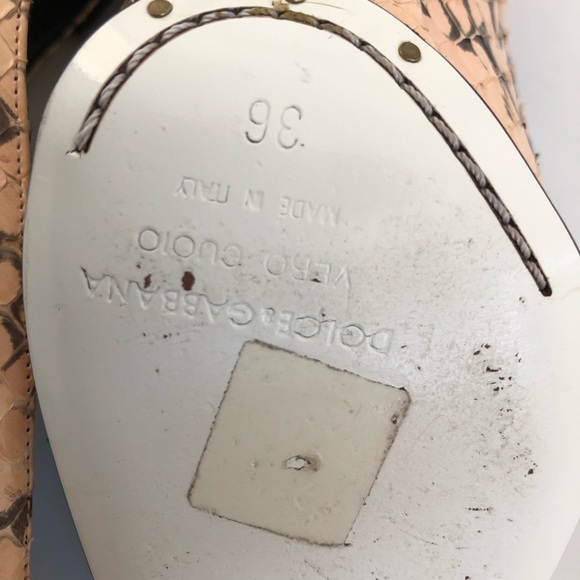 DOLCE&GABBANA
VERO CUOIO
MADE IN ITALY
36